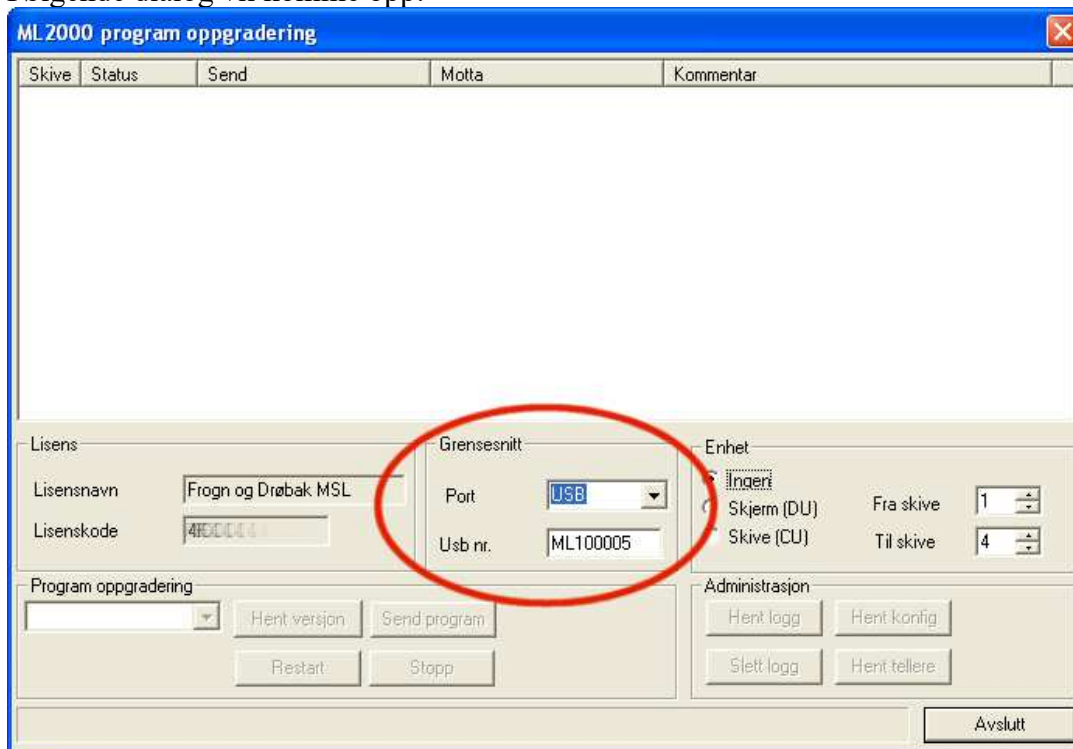 ML2000 program oppgradering
Skive Status Send Motta Kommentar
Lisens
Lisensnavn Frogn og Drøbak MSL
Lisenskode
Grensesnitt
Port USB
Usb nr. ML100005
Enhet
Ingen
Skjerm (DU) Fra skive 1
Skive (CU) Til skive 4
Program oppgradering
Hent versjon Send program
Restart Stopp
Administrasjon
Hent logg Hent konfig
Slett logg Hent tellere
Avslutt